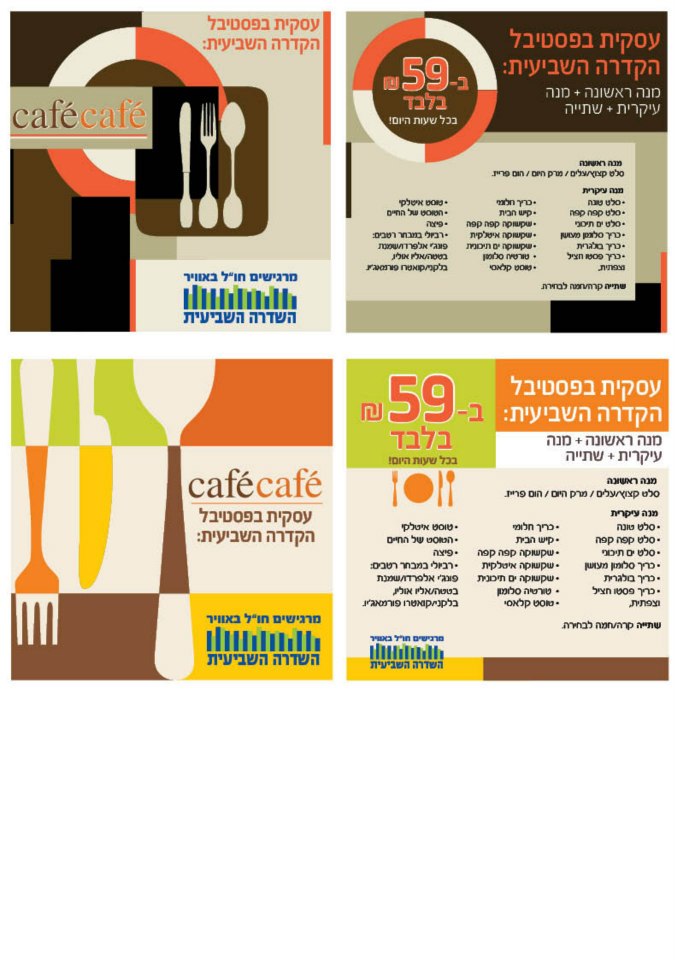 עסקית בפסטיבל
הקדרה השביעית:
cafécafé
מרגישים חו״ל באוויר
השדרה השביעית
עסקית בפסטיבל
הקדרה השביעית:
מנה ראשונה + מנה
עיקרית + שתייה
ב-59 ₪
בלבד
בכל שעות היום!
מנה ראשונה
סלט קצוץ/עלים / מרק היום / הום פרייז.
מנה עיקרית
• סלט טונה
• סלט קפה קפה
• סלט ים תיכוני
• כריך סלומון מעושן
• כריך בולגרית
• כריך פסטו חציל
וצפתית,
• כריך חלומי
• קיש הבית
• שקשוקה קפה קפה
• שקשוקה איטלקית
• שקשוקה ים תיכונית
• טורטיה סלומון
• טוסט קלאסי
• טוסט איטלקי
• הטוסט של החיים
• פיצה
• רביולי במבחר רטבים:
פונג׳י אלפרדו/שמנת
בטטה/אליו אוליו,
בלקני/קואטרו פורמאג׳יו.
שתייה קרה/חמה לבחירה.
cafécafé
עסקית בפסטיבל
הקדרה השביעית:
מרגישים חו״ל באוויר
השדרה השביעית
עסקית בפסטיבל
הקדרה השביעית:
מנה ראשונה + מנה
עיקרית + שתייה
ב-59 ₪
בלבד
בכל שעות היום!
מנה ראשונה
סלט קצוץ/עלים / מרק היום / הום פרייז.
מנה עיקרית
• סלט טונה
• סלט קפה קפה
• סלט ים תיכוני
• כריך סלומון מעושן
• כריך בולגרית
• כריך פסטו חציל
וצפתית,
• כריך חלומי
• קיש הבית
• שקשוקה קפה קפה
• שקשוקה איטלקית
• שקשוקה ים תיכונית
• טורטיה סלומון
• טוסט קלאסי
• טוסט איטלקי
• הטוסט של החיים
• פיצה
• רביולי במבחר רטבים:
פונג׳י אלפרדו/שמנת
בטטה/אליו אוליו,
בלקני/קואטרו פורמאג׳יו.
שתייה קרה/חמה לבחירה.
מרגישים חו״ל באוויר
השדרה השביעית